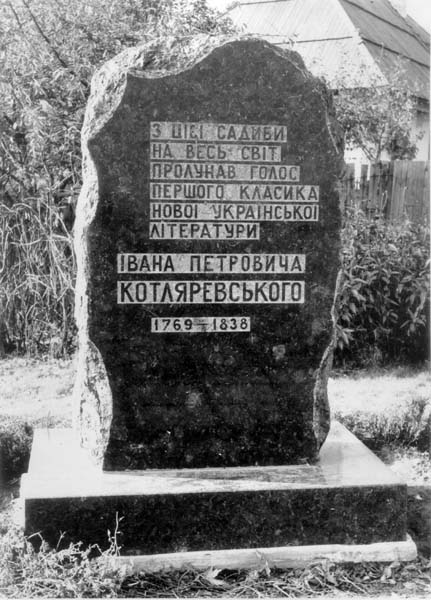 З ЦІЄЇ САДИБИ
НА ВЕСЬ СВІТ
ПРОЛУНАВ ГОЛОС
ПЕРШОГО КЛАСИКА
НОВОЇ УКРАЇНСЬКОЇ
ЛІТЕРАТУРИ
ІВАНА ПЕТРОВИЧА
КОТЛЯРЕВСЬКОГО
1769—1838